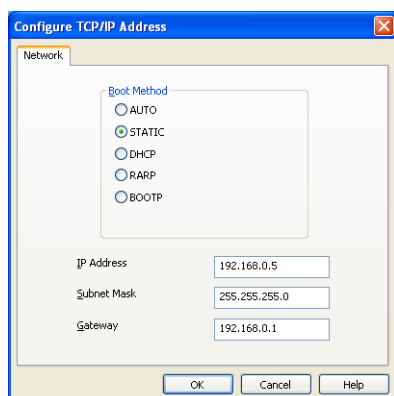 Configure TCP/IP Address
Network
Boot Method
AUTO
STATIC
DHCP
RARP
BOOTP
IP Address 192.168.0.5
Subnet Mask 255.255.255.0
Gateway 192.168.0.1
OK Cancel Help